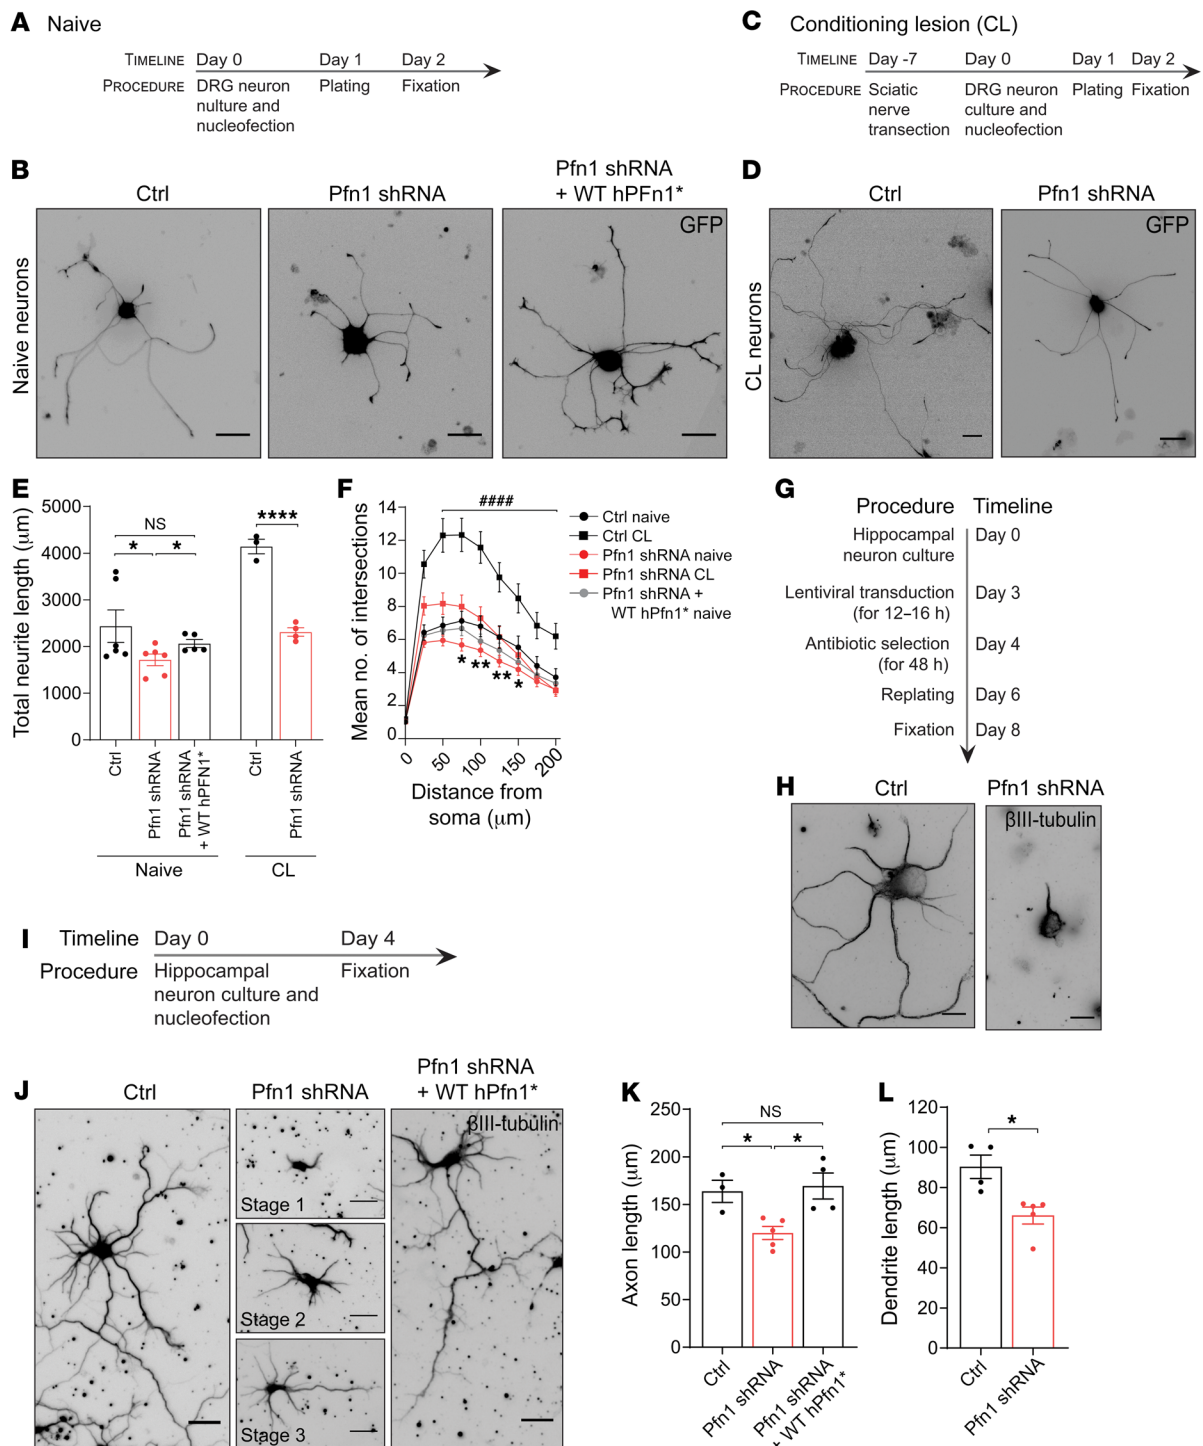 A Naive
TIMELINE Day 0 Day 1 Day 2
PROCEDURE DRG neuron Plating Fixation
nulture and
nucleofection
C Conditioning lesion (CL)
TIMELINE Day -7 Day 0 Day 1 Day 2
PROCEDURE Sciatic DRG neuron Plating Fixation
nerve culture and
transection nucleofection
B
Ctrl
Pfn1 shRNA
Pfn1 shRNA
+ WT hPFn1*
GFP
Naive neurons
D
Ctrl
Pfn1 shRNA
GFP
CL neurons
E
Total neurite length (μm)
5000
4000
3000
2000
1000
0
NS
* *
****
Ctrl
Pfn1 shRNA
Pfn1 shRNA
+ WT hPFN1*
Ctrl
Pfn1 shRNA
Naive CL
F
Mean no. of intersections
14
12
10
8
6
4
2
0
####
* ** ** *
0 50 100 150 200
Distance from
soma (μm)
Ctrl naive
Ctrl CL
Pfn1 shRNA naive
Pfn1 shRNA CL
Pfn1 shRNA +
WT hPfn1* naive
G
Procedure Timeline
Hippocampal Day 0
neuron culture
Lentiviral transduction Day 3
(for 12–16 h)
Antibiotic selection Day 4
(for 48 h)
Replating Day 6
Fixation Day 8
H
Ctrl
Pfn1 shRNA
βIII-tubulin
I Timeline Day 0 Day 4
Procedure Hippocampal Fixation
neuron culture and
nucleofection
J
Ctrl
Pfn1 shRNA
Pfn1 shRNA
+ WT hPfn1*
βIII-tubulin
Stage 1
Stage 2
Stage 3
K
Axon length (μm)
250
200
150
100
50
0
NS
* *
Ctrl
Pfn1 shRNA
Pfn1 shRNA
+ WT hPfn1*
L
Dendrite length (μm)
120
100
80
60
40
20
0
*
Ctrl
Pfn1 shRNA